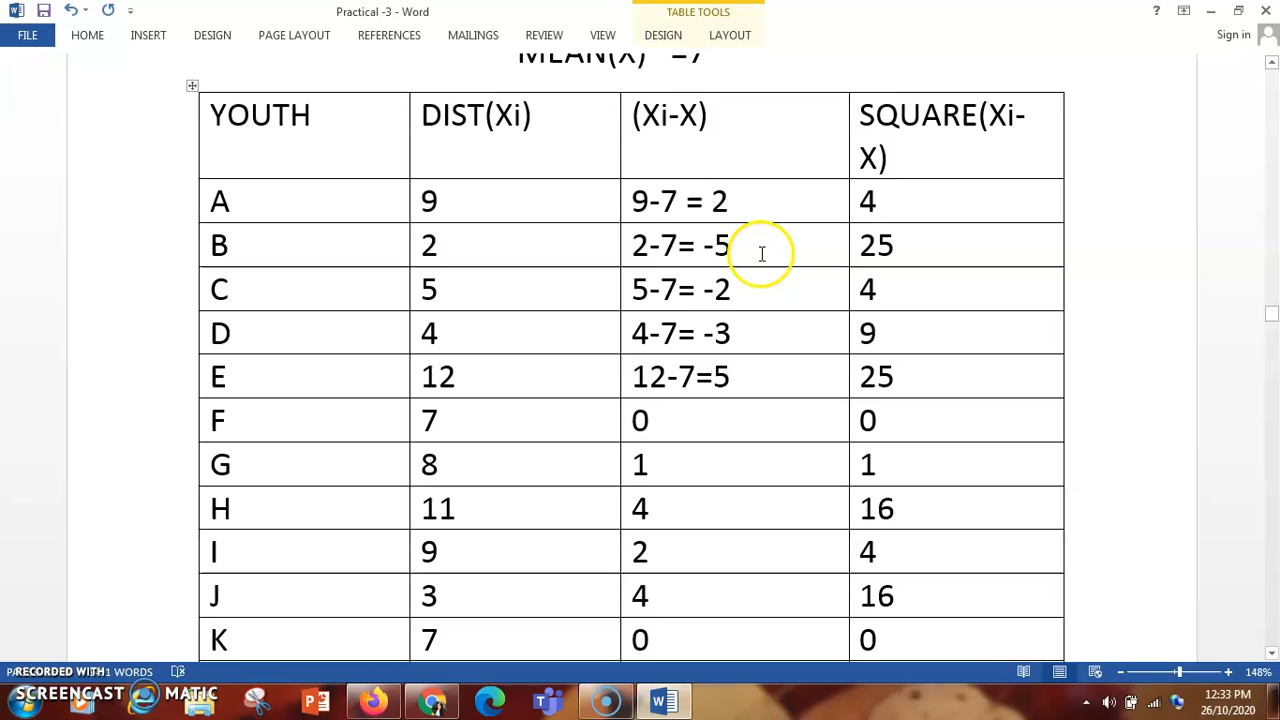 Practical -3 - Word
TABLE TOOLS
?
FILE
HOME
INSERT
DESIGN
PAGE LAYOUT
REFERENCES
MAILINGS
REVIEW
VIEW
DESIGN
LAYOUT
Sign in
MEAN(X) =7
YOUTH DIST(Xi) (Xi-X) SQUARE(Xi-
X)
A 9 9-7 = 2 4
B 2 2-7= -5 25
C 5 5-7= -2 4
D 4 4-7= -3 9
E 12 12-7=5 25
F 7 0 0
G 8 1 1
H 11 4 16
I 9 2 4
J 3 4 16
K 7 0 0
RECORDED WITH
1 WORDS
148%
SCREENCAST MATIC
12:33 PM
26/10/2020